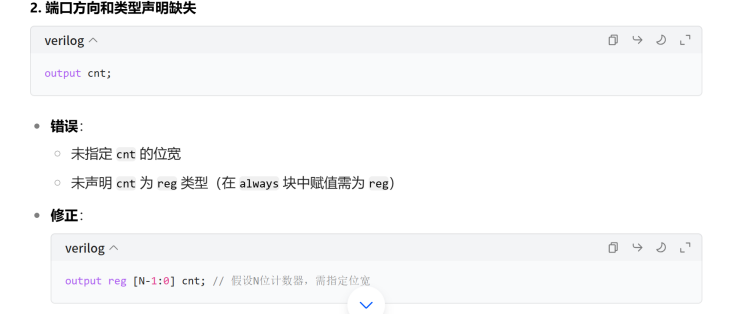 2. 端口方向和类型声明缺失
verilog
output cnt;
错误：
未指定 cnt 的位宽
未声明 cnt 为 reg 类型（在 always 块中赋值需为 reg）
修正：
verilog
output reg [N-1:0] cnt; // 假设N位计数器，需指定位宽